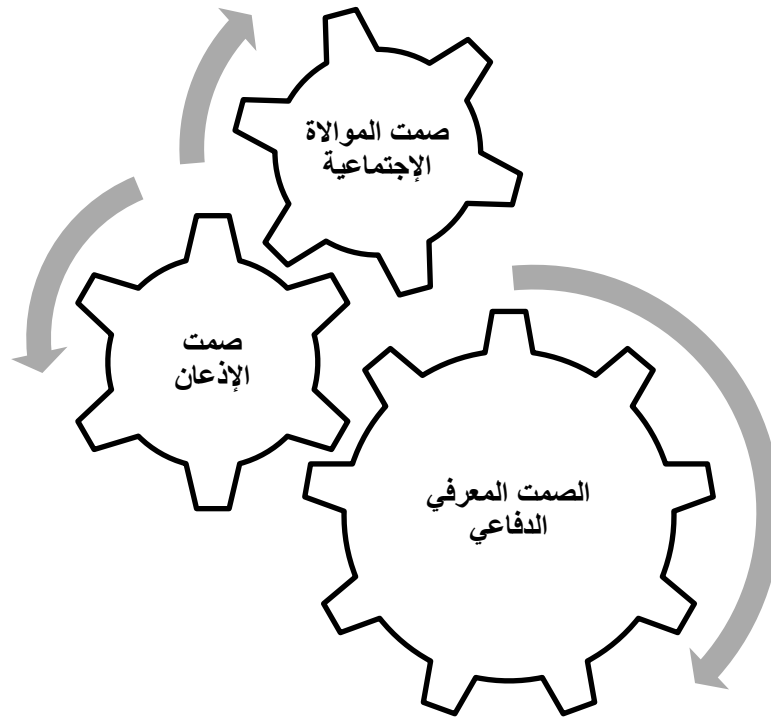 صمت الموالاة
الإجتماعية
صمت
الإذعان
الصمت المعرفي
الدفاعي